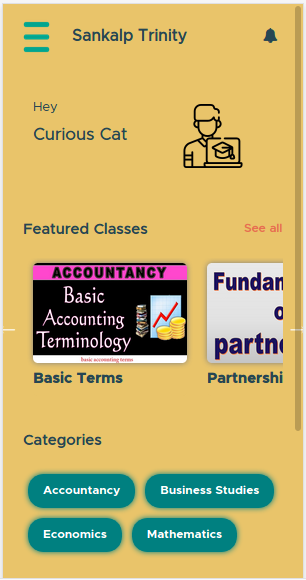 Sankalp Trinity
Hey
Curious Cat
Featured Classes
See all
ACCOUNTANCY
Basic
Accounting
Terminology
basic accounting terms
Fundan
o
partne
Basic Terms
Partnershi
Categories
Accountancy
Business Studies
Economics
Mathematics